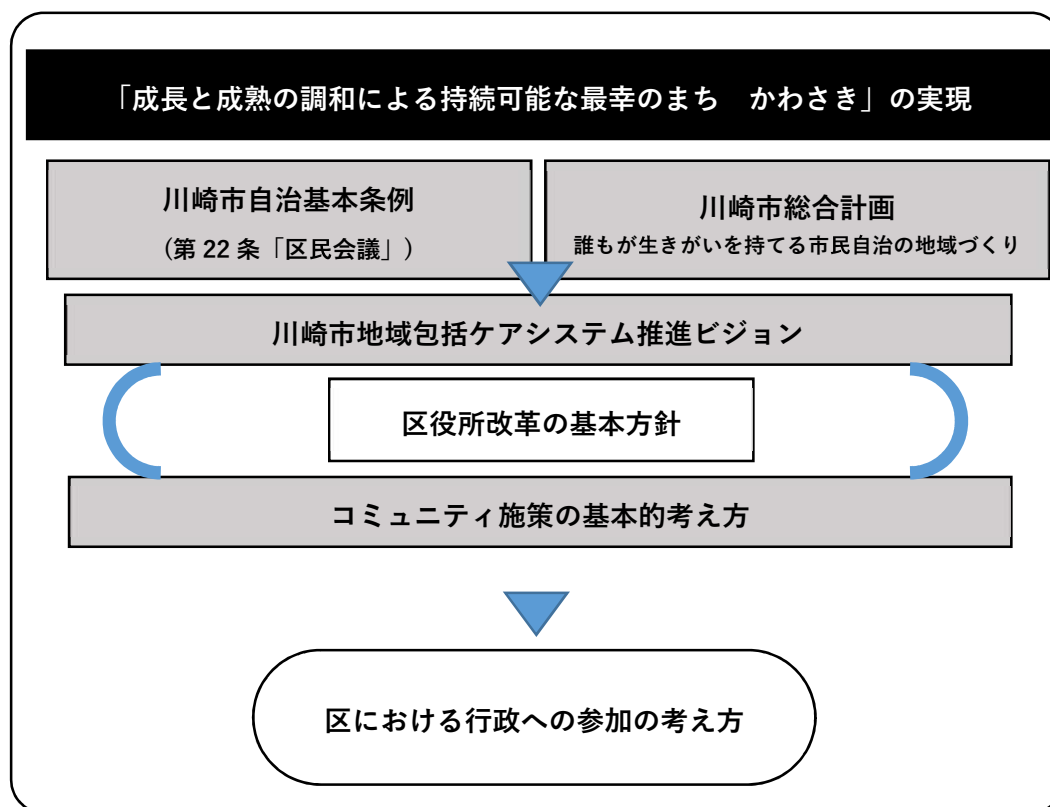 「成長と成熟の調和による持続可能な最幸のまち　かわさき」の実現
川崎市自治基本条例
(第 22 条「区民会議」)
川崎市総合計画
誰もが生きがいを持てる市民自治の地域づくり
川崎市地域包括ケアシステム推進ビジョン
区役所改革の基本方針
コミュニティ施策の基本的考え方
区における行政への参加の考え方